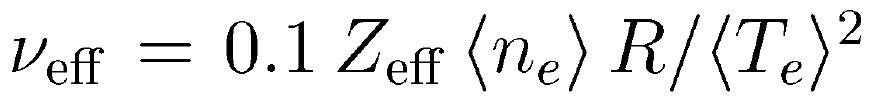 ν_eff = 0.1 Z_eff ⟨n_e⟩ R/⟨T_e⟩²